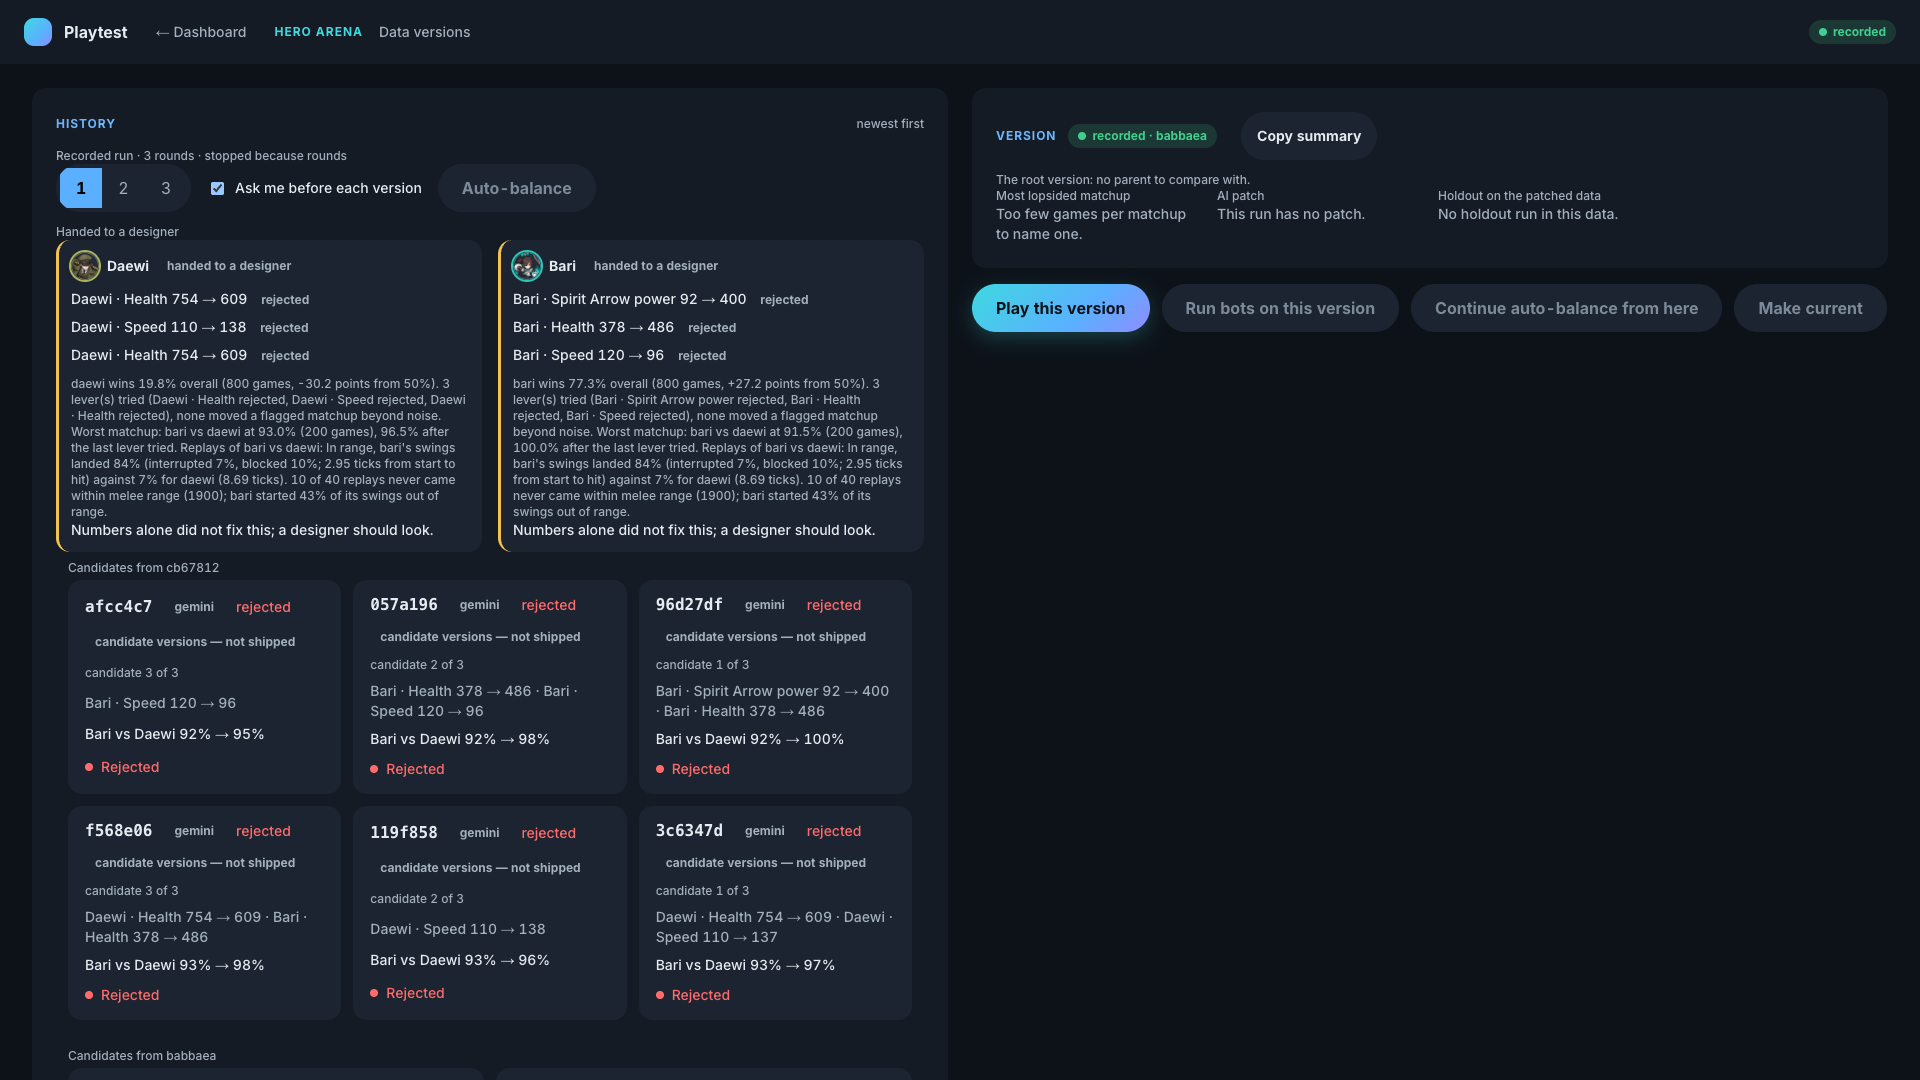 Playtest
← Dashboard
HERO ARENA
Data versions
recorded
HISTORY
newest first
Recorded run · 3 rounds · stopped because rounds
1 2 3
Ask me before each version
Auto-balance
Handed to a designer
Daewi handed to a designer
Daewi · Health 754 → 609 rejected
Daewi · Speed 110 → 138 rejected
Daewi · Health 754 → 609 rejected
daewi wins 19.8% overall (800 games, -30.2 points from 50%). 3
lever(s) tried (Daewi · Health rejected, Daewi · Speed rejected, Daewi
· Health rejected), none moved a flagged matchup beyond noise.
Worst matchup: bari vs daewi at 93.0% (200 games), 96.5% after
the last lever tried. Replays of bari vs daewi: In range, bari's swings
landed 84% (interrupted 7%, blocked 10%; 2.95 ticks from start to
hit) against 7% for daewi (8.69 ticks). 10 of 40 replays never came
within melee range (1900); bari started 43% of its swings out of
range.
Numbers alone did not fix this; a designer should look.
Bari handed to a designer
Bari · Spirit Arrow power 92 → 400 rejected
Bari · Health 378 → 486 rejected
Bari · Speed 120 → 96 rejected
bari wins 77.3% overall (800 games, +27.2 points from 50%). 3
lever(s) tried (Bari · Spirit Arrow power rejected, Bari · Health
rejected, Bari · Speed rejected), none moved a flagged matchup
beyond noise. Worst matchup: bari vs daewi at 91.5% (200 games),
100.0% after the last lever tried. Replays of bari vs daewi: In range,
bari's swings landed 84% (interrupted 7%, blocked 10%; 2.95 ticks
from start to hit) against 7% for daewi (8.69 ticks). 10 of 40 replays
never came within melee range (1900); bari started 43% of its
swings out of range.
Numbers alone did not fix this; a designer should look.
Candidates from cb67812
afcc4c7 gemini rejected
candidate versions — not shipped
candidate 3 of 3
Bari · Speed 120 → 96
Bari vs Daewi 92% → 95%
Rejected
057a196 gemini rejected
candidate versions — not shipped
candidate 2 of 3
Bari · Health 378 → 486 · Bari ·
Speed 120 → 96
Bari vs Daewi 92% → 98%
Rejected
96d27df gemini rejected
candidate versions — not shipped
candidate 1 of 3
Bari · Spirit Arrow power 92 → 400
· Bari · Health 378 → 486
Bari vs Daewi 92% → 100%
Rejected
f568e06 gemini rejected
candidate versions — not shipped
candidate 3 of 3
Daewi · Health 754 → 609 · Bari ·
Health 378 → 486
Bari vs Daewi 93% → 98%
Rejected
119f858 gemini rejected
candidate versions — not shipped
candidate 2 of 3
Daewi · Speed 110 → 138
Bari vs Daewi 93% → 96%
Rejected
3c6347d gemini rejected
candidate versions — not shipped
candidate 1 of 3
Daewi · Health 754 → 609 · Daewi ·
Speed 110 → 137
Bari vs Daewi 93% → 97%
Rejected
Candidates from babbaea
VERSION
recorded · babbaea
Copy summary
The root version: no parent to compare with.
Most lopsided matchup
Too few games per matchup
to name one.
AI patch
This run has no patch.
Holdout on the patched data
No holdout run in this data.
Play this version
Run bots on this version
Continue auto-balance from here
Make current